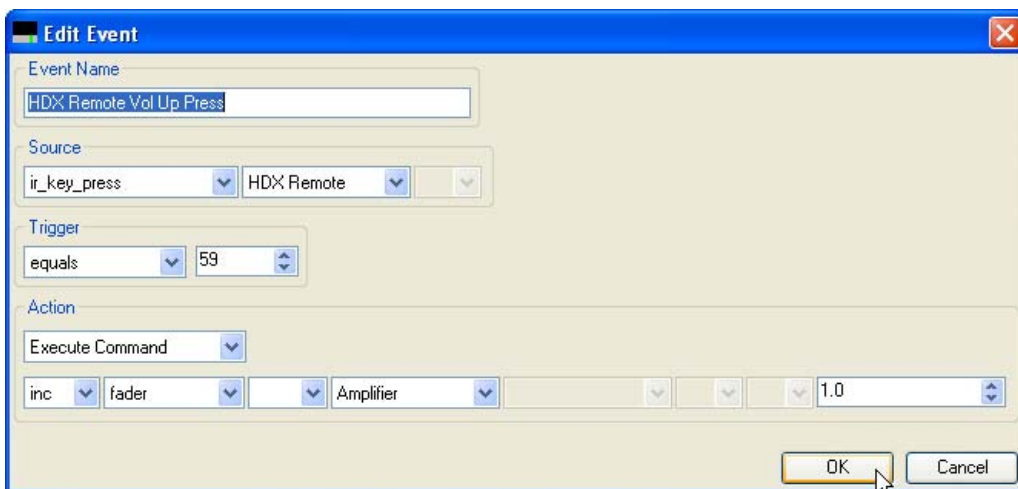 Edit Event
Event Name
HDX Remote Vol Up Press
Source
ir_key_press HDX Remote
Trigger
equals 59
Action
Execute Command
inc fader Amplifier 1.0
OK Cancel